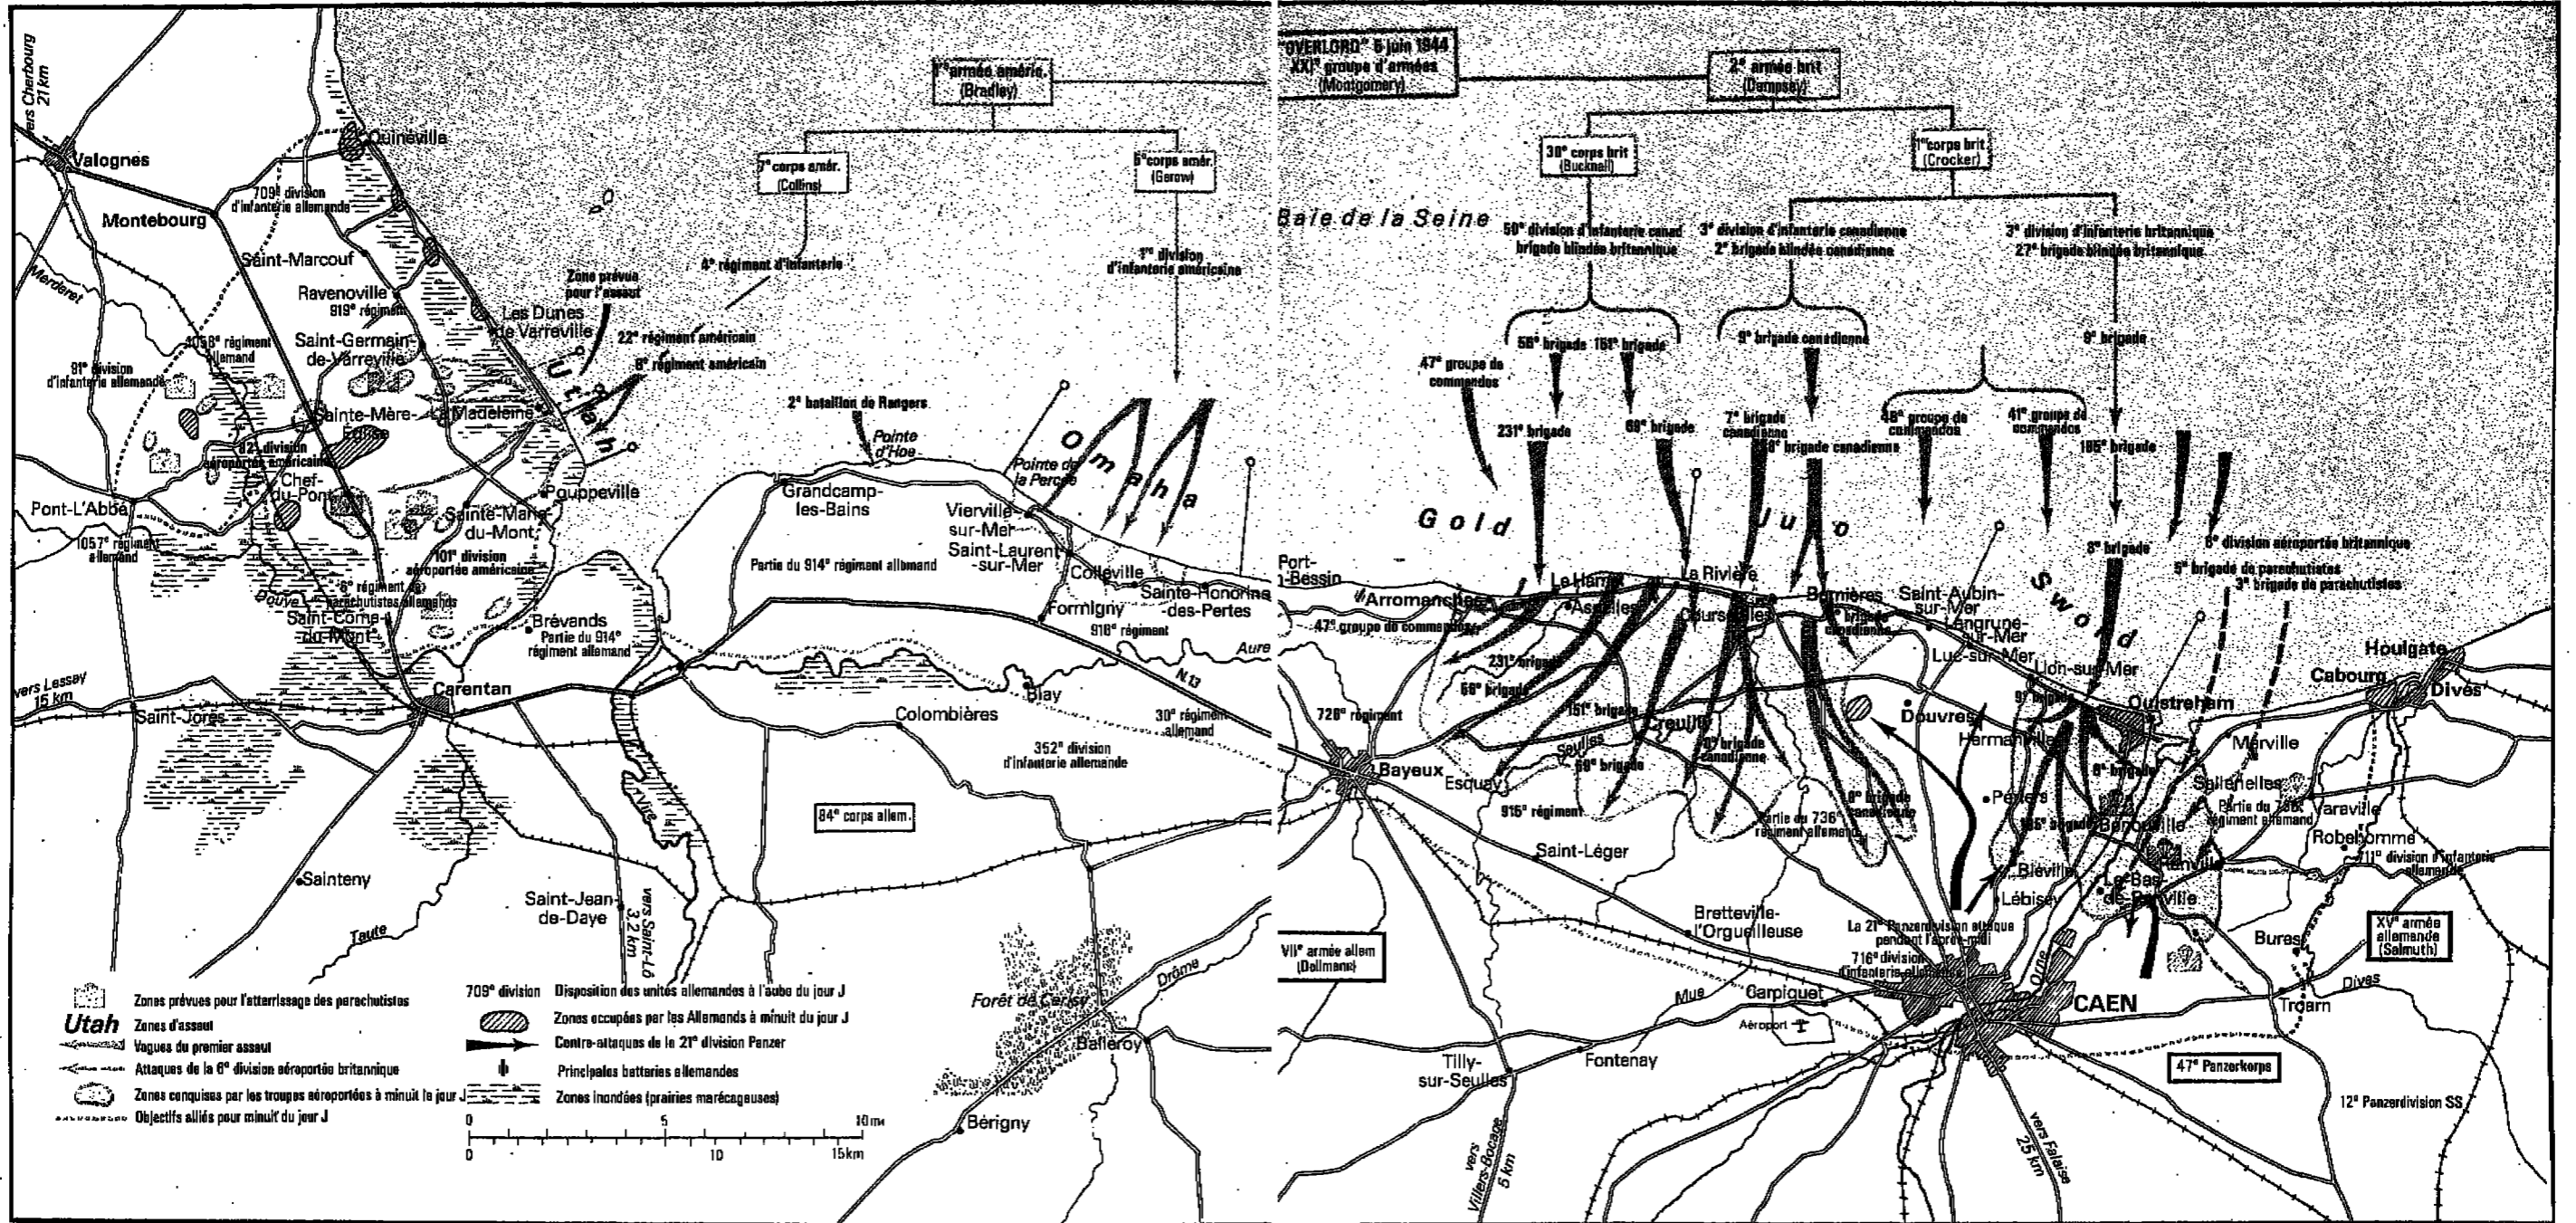 "OVERLORD" 6 juin 1944
XXIe groupe d'armées
(Montgomery)
1re armée améric.
(Bradley)
2e armée brit
(Dempsey)
7e corps amér.
(Collins)
5e corps amér.
(Gerow)
30e corps brit
(Bucknall)
1er corps brit.
(Crocker)
4e régiment d'infanterie
1re division
d'infanterie américaine
50e division d'infanterie canad
brigade blindée britannique
3e division d'infanterie canadienne
2e brigade blindée canadienne
3e division d'infanterie britannique
27e brigade blindée britannique
Baie de la Seine
vers Cherbourg
21 km
Valognes
Quinéville
709e division
d'infanterie allemande
Montebourg
Saint-Marcouf
Merderet
Ravenoville
919e régiment
Zone prévue
pour l'assaut
Les Dunes
de Varreville
22e régiment américain
8e régiment américain
1058e régiment
allemand
Saint-Germain-
de-Varreville
91e division
d'infanterie allemande
Utah
Sainte-Mère-
Église
La Madeleine
82e division
aéroportée américaine
Chef-
du-Pont
Pouppeville
Pont-L'Abbé
Sainte-Marie-
du-Mont
1057e régiment
allemand
101e division
aéroportée américaine
6e régiment de
parachutistes allemands
Douve
Saint-Come-
du-Mont
Brévands
Partie du 914e
régiment allemand
vers Lessay
15 km
Carentan
Saint-Jores
Sainteny
Taute
Saint-Jean-
de-Daye
vers Saint-Lô
3,2 km
Vire
2e bataillon de Rangers
Pointe
d'Hoe
Pointe de
la Percée
Omaha
Grandcamp-
les-Bains
Vierville-
sur-Mer
Saint-Laurent
-sur-Mer
Partie du 914e régiment allemand
Colleville
Sainte-Honorine
des-Pertes
Formigny
916e régiment
Aure
N.13
Blay
Colombières
30e régiment
allemand
352e division
d'infanterie allemande
84e corps allem.
Forêt de Cerisy
Drôme
Balleroy
Bérigny
47e groupe de
commandos
56e brigade
151e brigade
9e brigade canadienne
9e brigade
231e brigade
69e brigade
7e brigade
canadienne
8e brigade canadienne
48e groupe de
commandos
41e groupe de
commandos
185e brigade
Gold
Juno
Sword
8e brigade
6e division aéroportée britannique
5e brigade de parachutistes
3e brigade de parachutistes
Port-
-Bessin
Arromanches
Le Hamel
Asnelles
La Rivière
Courseulles
Bernières
Saint-Aubin-
sur-Mer
Langrune-
sur-Mer
Luc-sur-Mer
Lion-sur-Mer
47e groupe de commandos
231e brigade
56e brigade
151e brigade
69e brigade
canadienne
Creully
Seulles
726e régiment
Bayeux
Esquay
915e régiment
Douvres
Hermanville
9e brigade
Ouistreham
Cabourg
Houlgate
Dives
Merville
Sallenelles
8e brigade
Périers
185e brigade
Bénouville
Varaville
Robehomme
Ranville
Partie du 736e
régiment allemand
8e brigade
canadienne
711e division d'infanterie
allemande
Biéville
Le-Bas-
de-Ranville
Lébisey
Saint-Léger
Bretteville-
l'Orgueilleuse
La 21e Panzerdivision attaque
pendant l'après-midi
716e division
d'infanterie allemande
VIIe armée allem
(Dollmann)
XVe armée
allemande
(Salmuth)
Bures
Orne
Mue
Carpiquet
Aéroport
CAEN
Troarn
Dives
Tilly-
sur-Seulles
Fontenay
47e Panzerkorps
12e Panzerdivision SS
vers
Villers-Bocage
5 km
vers Falaise
25 km
Zones prévues pour l'atterrissage des parachutistes
Utah Zones d'assaut
Vagues du premier assaut
Attaques de la 6e division aéroportée britannique
Zones conquises par les troupes aéroportées à minuit le jour J
Objectifs alliés pour minuit du jour J
709e division Disposition des unités allemandes à l'aube du jour J
Zones occupées par les Allemands à minuit du jour J
Contre-attaques de la 21e division Panzer
Principales batteries allemandes
Zones inondées (prairies marécageuses)
0 5 10 mi
0 10 15km